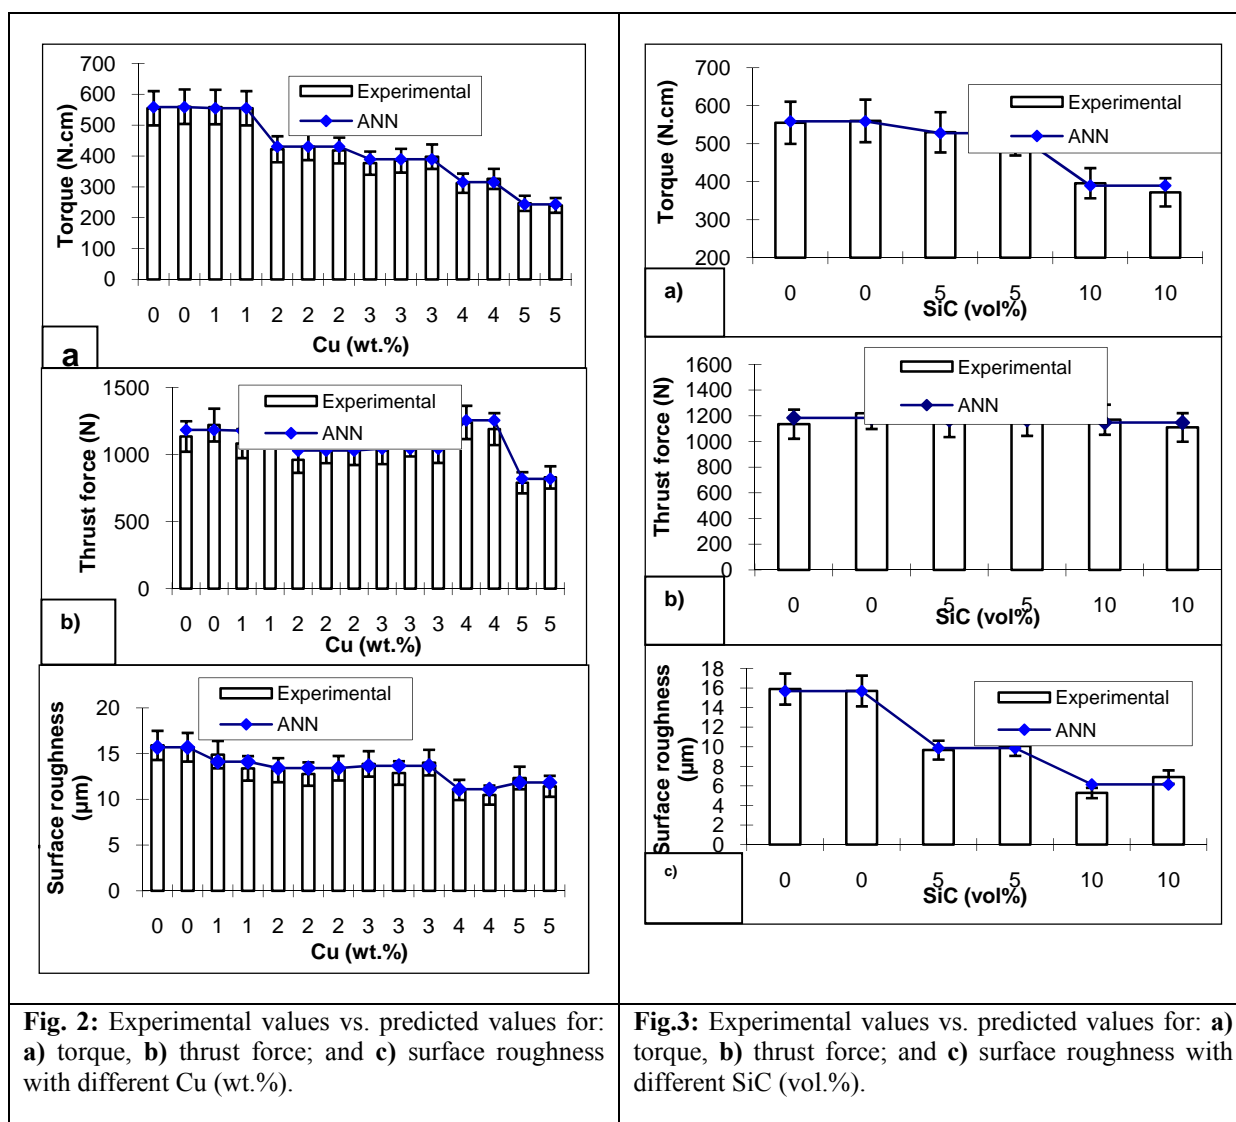 700
600
500
400
300
200
100
0
Torque (N.cm)
Experimental
ANN
0 0 1 1 2 2 2 3 3 3 4 4 5 5
Cu (wt.%)
a
1500
1000
500
0
Thrust force (N)
Experimental
ANN
0 0 1 1 2 2 2 3 3 3 4 4 5 5
Cu (wt.%)
b)
20
15
10
5
0
Surface roughness
(µm)
Experimental
ANN
0 0 1 1 2 2 2 3 3 3 4 4 5 5
Cu (wt.%)
Fig. 2: Experimental values vs. predicted values for:
a) torque, b) thrust force; and c) surface roughness
with different Cu (wt.%).
700
600
500
400
300
200
Torque (N.cm)
Experimental
ANN
0 0 5 5 10 10
SiC (vol%)
a)
1600
1400
1200
1000
800
600
400
200
0
Thrust force (N)
Experimental
ANN
0 0 5 5 10 10
SiC (vol%)
b)
18
16
14
12
10
8
6
4
2
0
Surface roughness
(µm)
Experimental
ANN
0 0 5 5 10 10
SiC (vol%)
c)
Fig.3: Experimental values vs. predicted values for: a)
torque, b) thrust force; and c) surface roughness with
different SiC (vol.%).